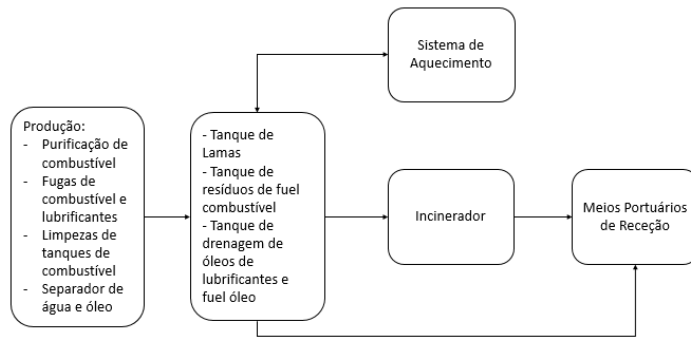 Sistema de
Aquecimento
Produção:
- Purificação de
combustível
- Fugas de
combustível e
lubrificantes
- Limpezas de
tanques de
combustível
- Separador de
água e óleo
- Tanque de
Lamas
- Tanque de
resíduos de fuel
combustível
- Tanque de
drenagem de
óleos de
lubrificantes e
fuel óleo
Incinerador
Meios Portuários
de Receção